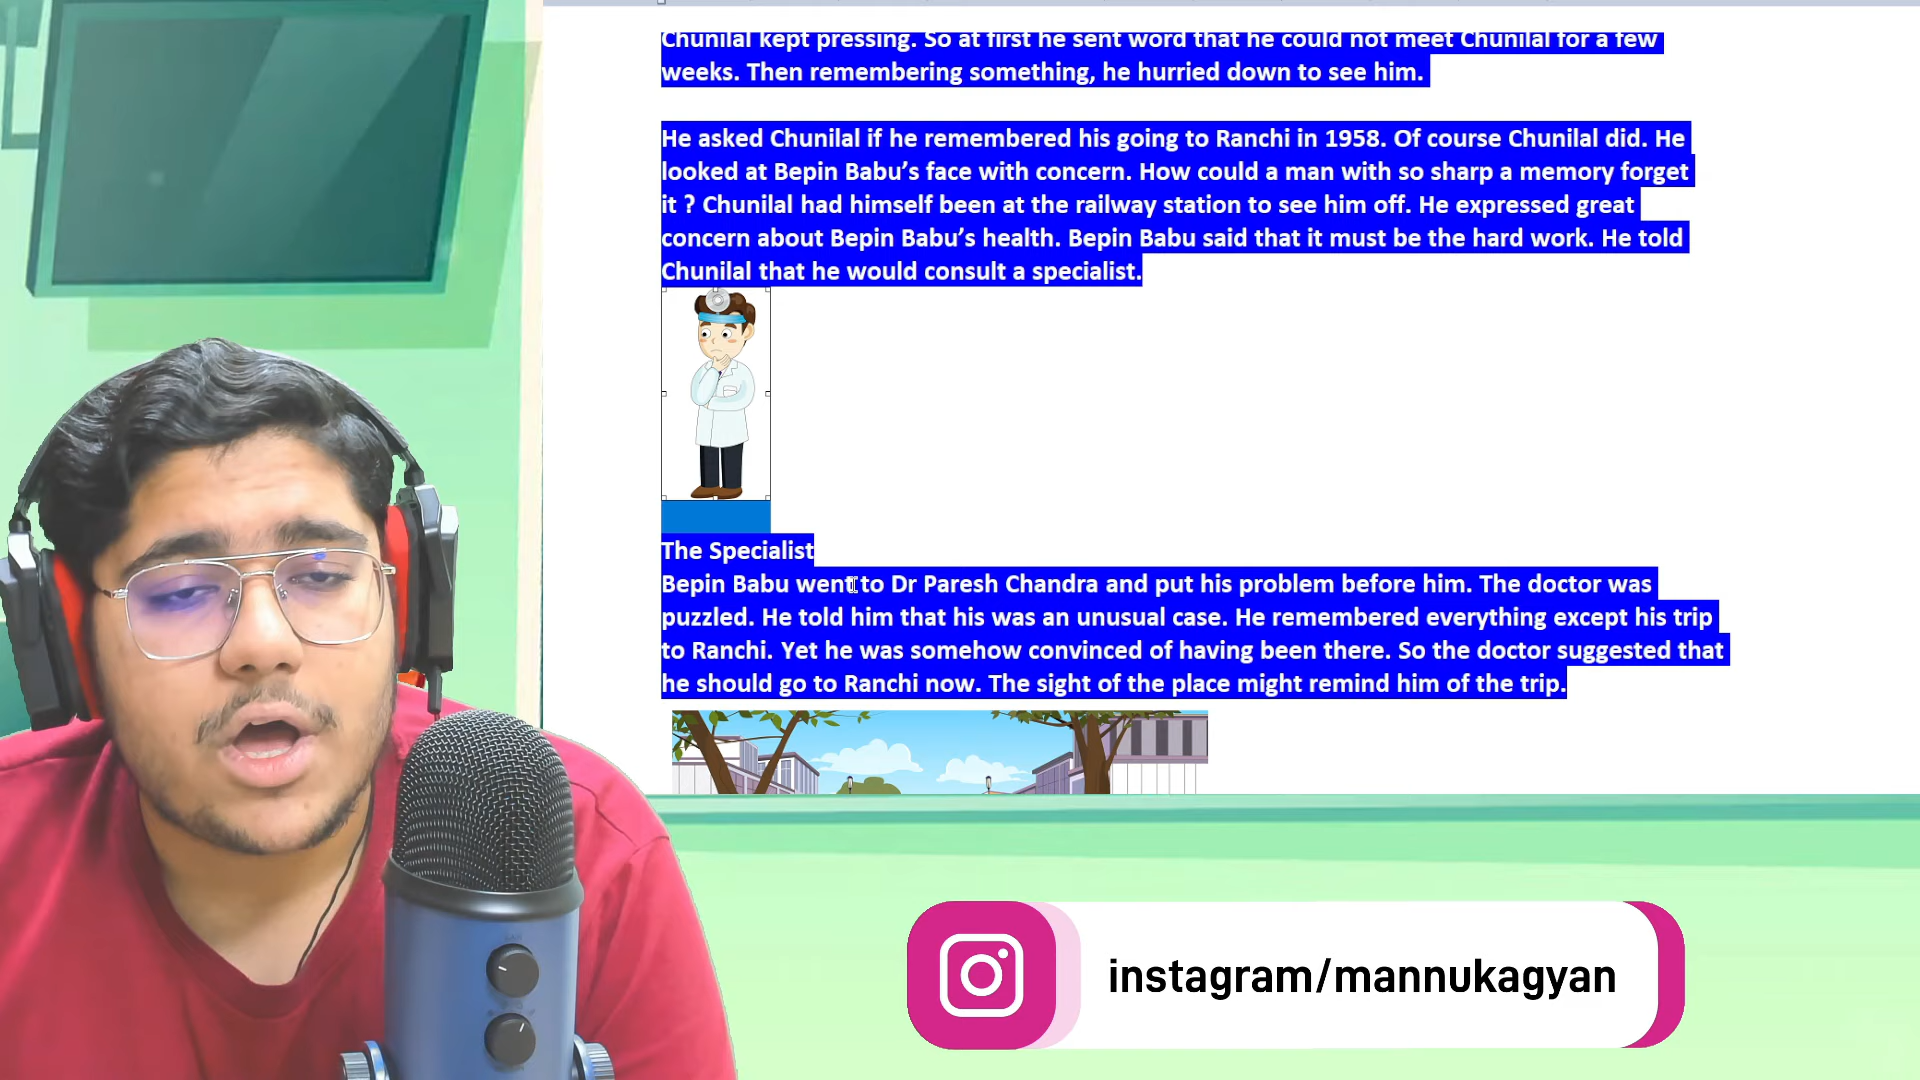 Chunilal kept pressing. So at first he sent word that he could not meet Chunilal for a few
weeks. Then remembering something, he hurried down to see him.
He asked Chunilal if he remembered his going to Ranchi in 1958. Of course Chunilal did. He
looked at Bepin Babu’s face with concern. How could a man with so sharp a memory forget
it ? Chunilal had himself been at the railway station to see him off. He expressed great
concern about Bepin Babu’s health. Bepin Babu said that it must be the hard work. He told
Chunilal that he would consult a specialist.
The Specialist
Bepin Babu went to Dr Paresh Chandra and put his problem before him. The doctor was
puzzled. He told him that his was an unusual case. He remembered everything except his trip
to Ranchi. Yet he was somehow convinced of having been there. So the doctor suggested that
he should go to Ranchi now. The sight of the place might remind him of the trip.
instagram/mannukagyan